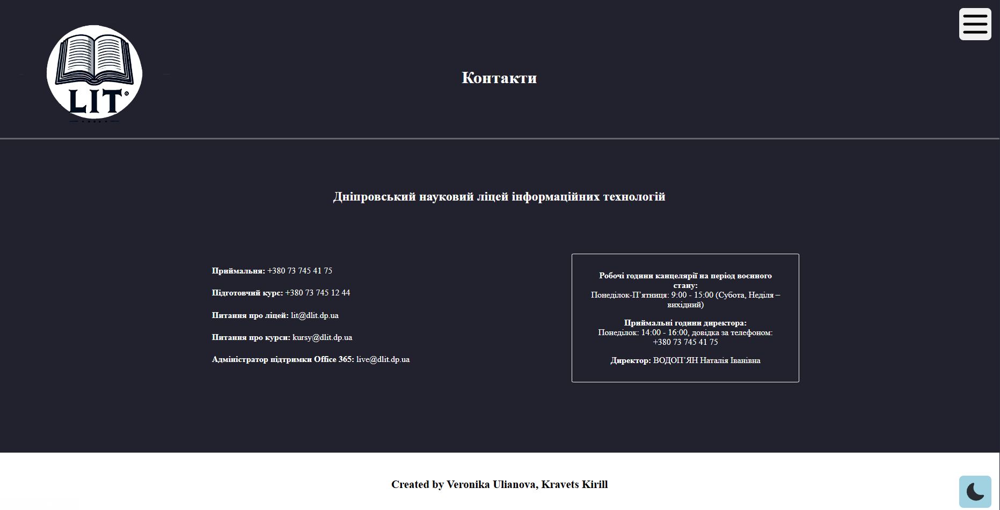 LIT
Контакти
Дніпровський науковий ліцей інформаційних технологій
Приймальня: +380 73 745 41 75
Підготовчий курс: +380 73 745 12 44
Питання про ліцей: lit@dlit.dp.ua
Питання про курси: kursy@dlit.dp.ua
Адміністратор підтримки Office 365: live@dlit.dp.ua
Робочі години канцелярії на період воєнного
стану:
Понеділок-П’ятниця: 9:00 - 15:00 (Субота, Неділя –
вихідний)
Приймальні години директора:
Понеділок: 14:00 - 16:00, довідка за телефоном:
+380 73 745 41 75
Директор: ВОДОП’ЯН Наталія Іванівна
Created by Veronika Ulianova, Kravets Kirill